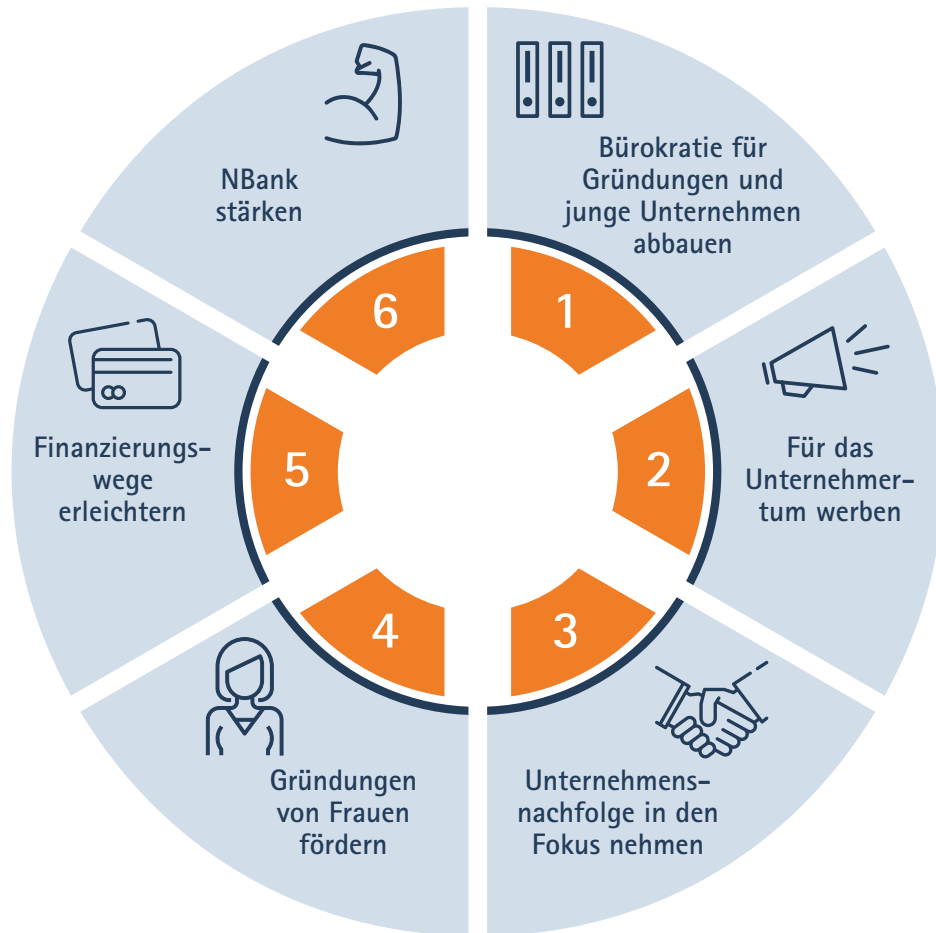 1
Bürokratie für
Gründungen und
junge Unternehmen
abbauen
2
Für das
Unternehmer-
tum werben
3
Unternehmens-
nachfolge in den
Fokus nehmen
4
Gründungen
von Frauen
fördern
5
Finanzierungs-
wege
erleichtern
6
NBank
stärken